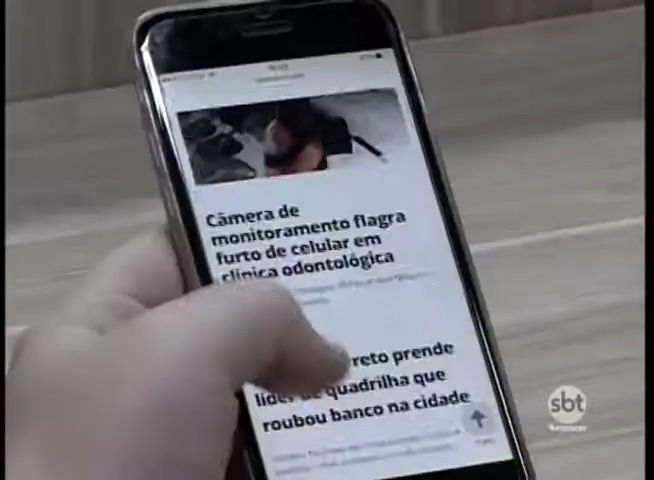 Câmera de
monitoramento flagra
furto de celular em
clínica odontológica
reto prende
líder de quadrilha que
roubou banco na cidade
sbt